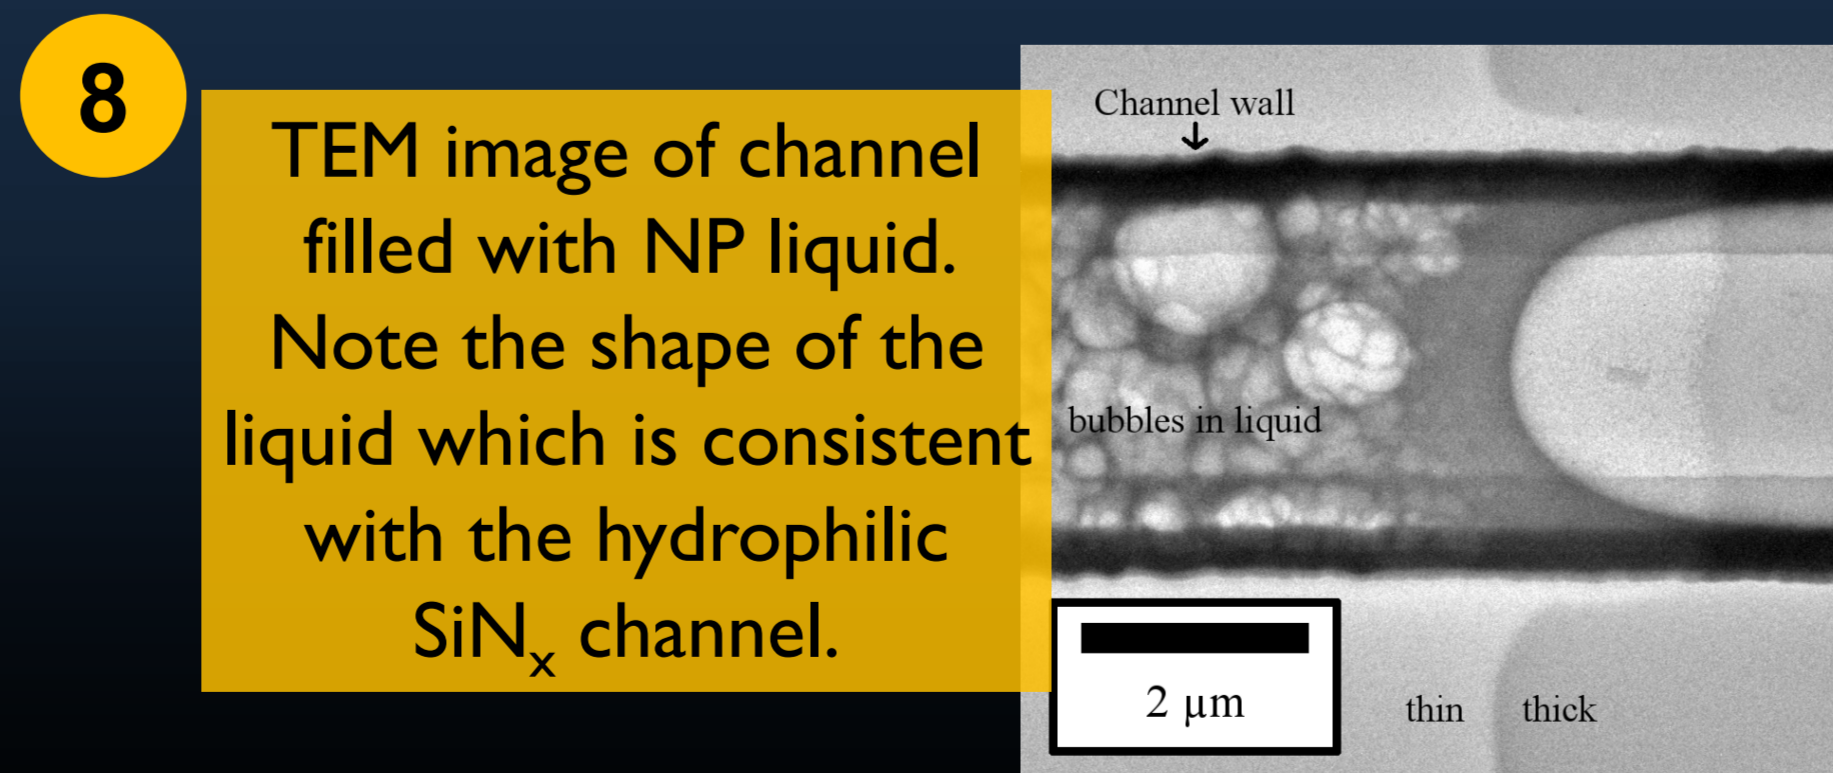 8
TEM image of channel
filled with NP liquid.
Note the shape of the
liquid which is consistent
with the hydrophilic
SiNₓ channel.
Channel wall
bubbles in liquid
2 µm
thin
thick